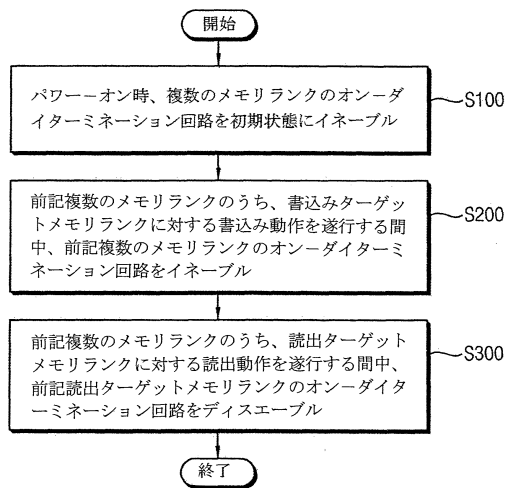 開始
パワーーオン時、複数のメモリランクのオンーダ
イターミネーション回路を初期状態にイネーブル
S100
前記複数のメモリランクのうち、書込みターゲッ
トメモリランクに対する書込み動作を遂行する間
中、前記複数のメモリランクのオンーダイターミ
ネーション回路をイネーブル
S200
前記複数のメモリランクのうち、読出ターゲット
メモリランクに対する読出動作を遂行する間中、
前記読出ターゲットメモリランクのオンーダイタ
ーミネーション回路をディスエーブル
S300
終了